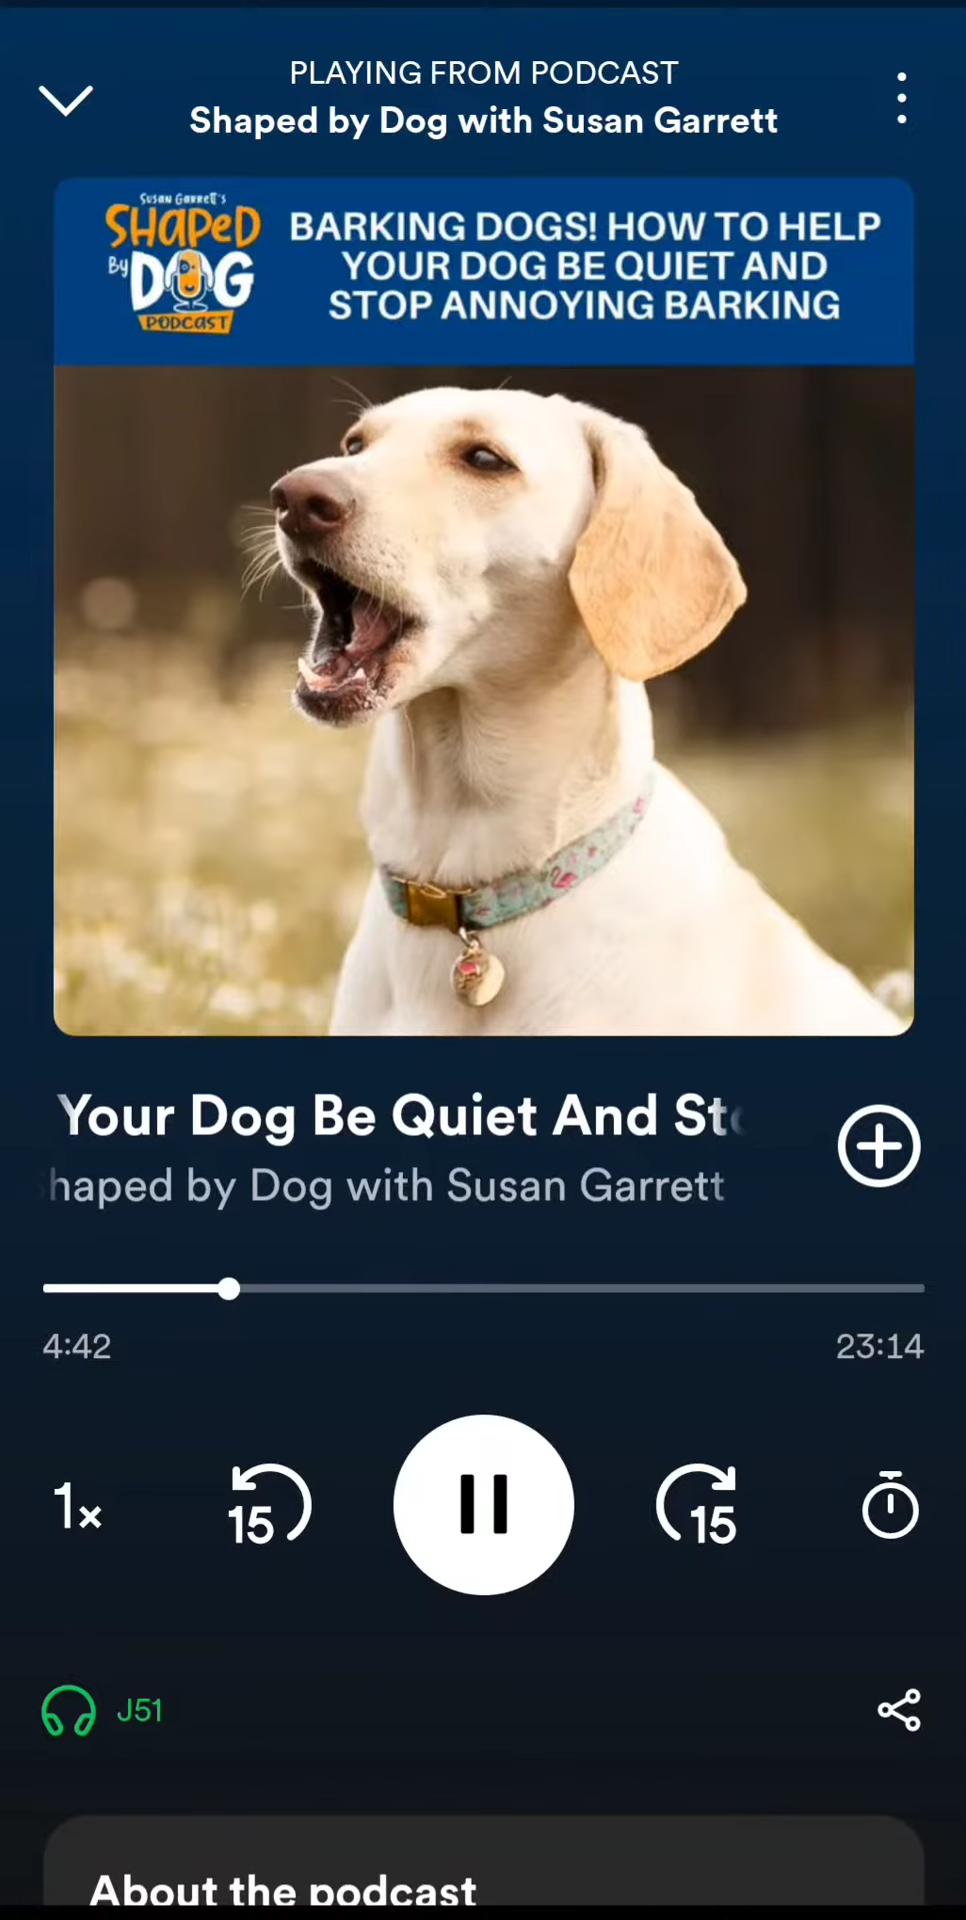 PLAYING FROM PODCAST
Shaped by Dog with Susan Garrett
SUSAN GARRETT'S
SHAPED
By DOG
PODCAST
BARKING DOGS! HOW TO HELP
YOUR DOG BE QUIET AND
STOP ANNOYING BARKING
Your Dog Be Quiet And St
haped by Dog with Susan Garrett
4:42
23:14
1x
15
15
J51
About the podcast